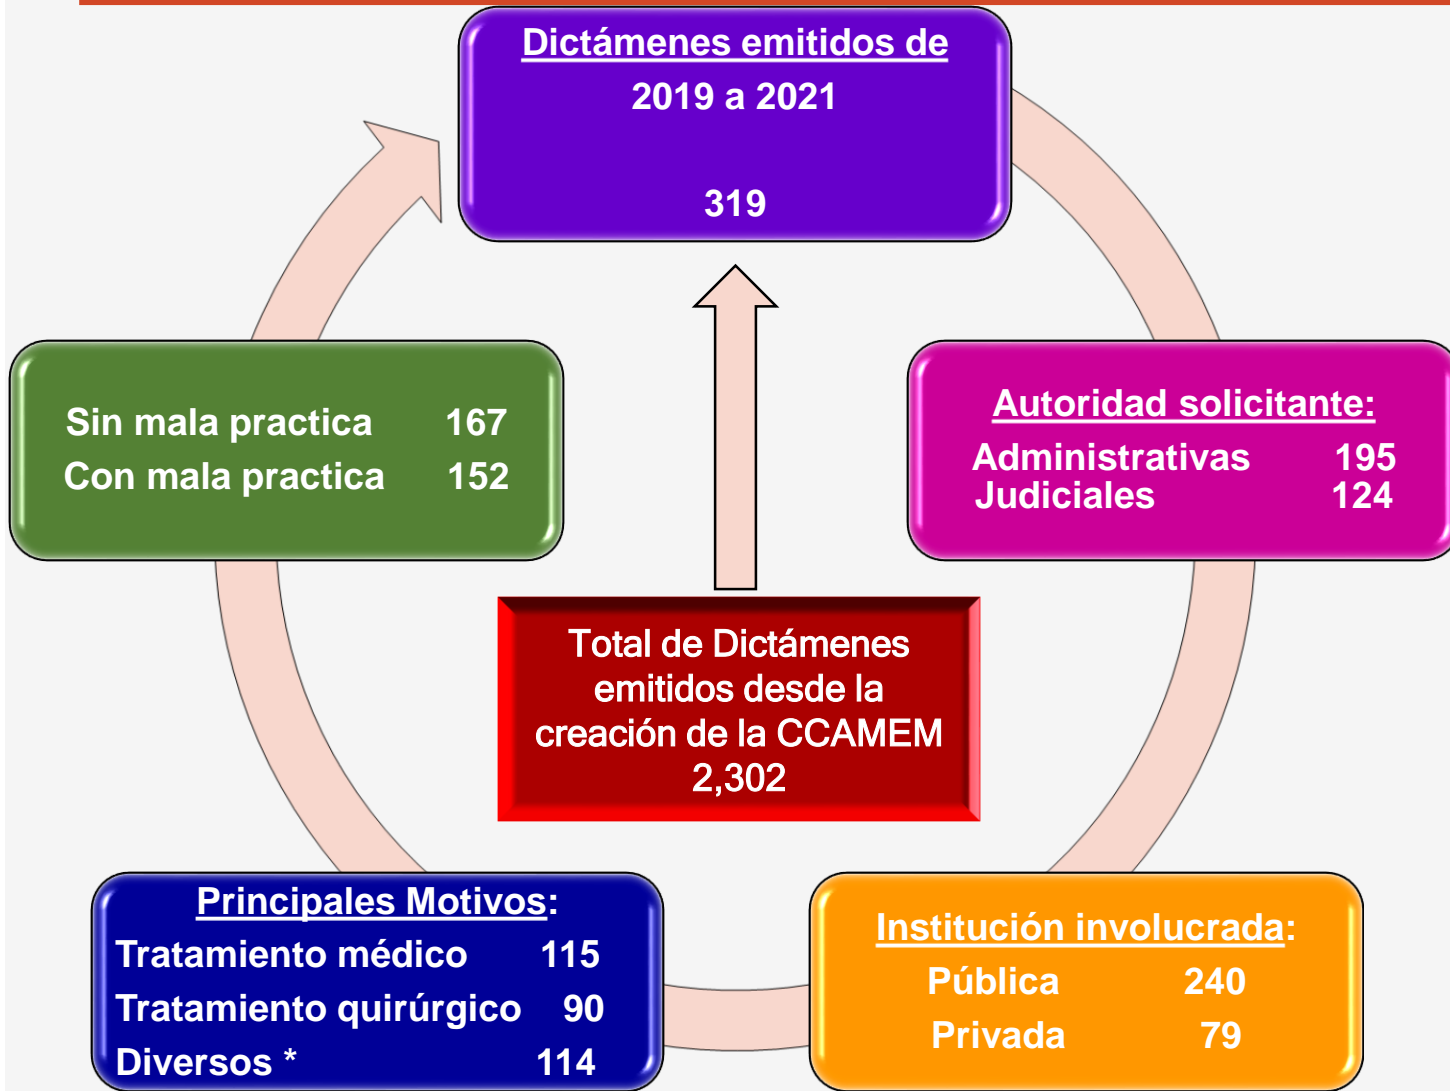 Dictámenes emitidos de
2019 a 2021
319
Sin mala practica 167
Con mala practica 152
Autoridad solicitante:
Administrativas 195
Judiciales 124
Total de Dictámenes
emitidos desde la
creación de la CCAMEM
2,302
Principales Motivos:
Tratamiento médico 115
Tratamiento quirúrgico 90
Diversos * 114
Institución involucrada:
Pública 240
Privada 79